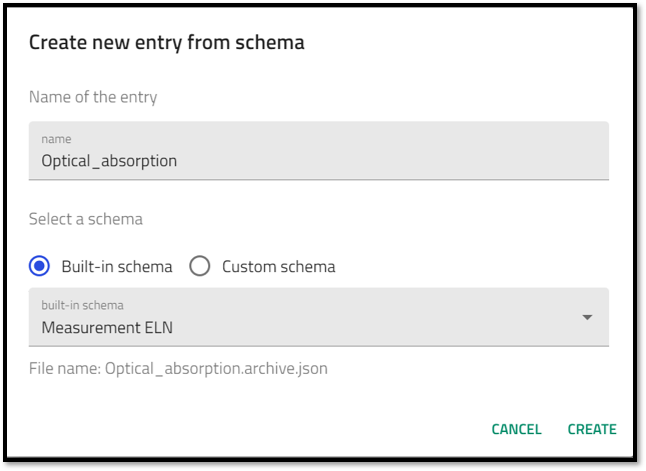 Create new entry from schema
Name of the entry
name
Optical_absorption
Select a schema
Built-in schema Custom schema
built-in schema
Measurement ELN
File name: Optical_absorption.archive.json
CANCEL CREATE